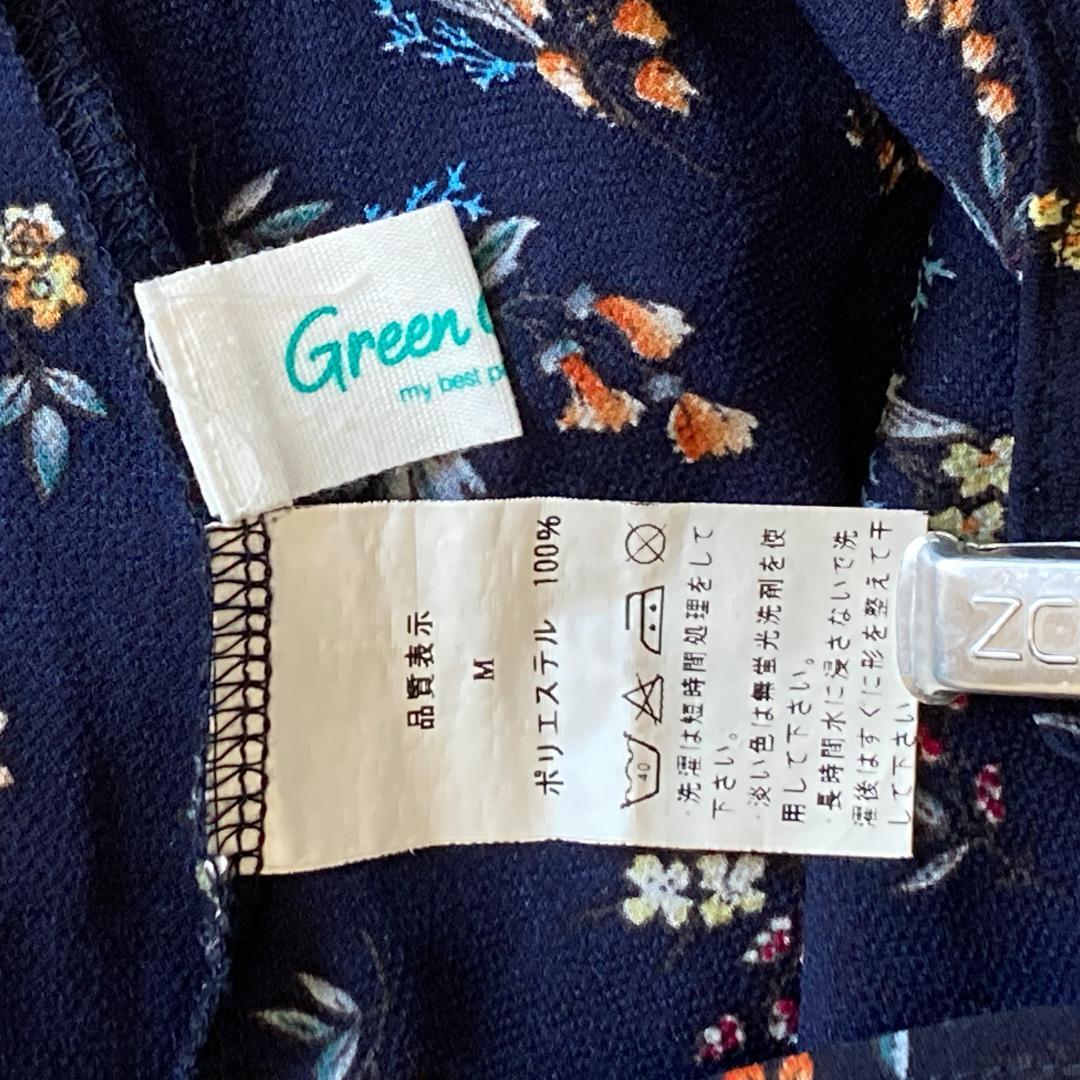 Green
my best
品質表示
M
ポリエステル 100%
40
・洗濯は短時間処理をして
下さい。
・淡い色は無蛍光洗剤を使
用して下さい。
・長時間水に浸さないで洗
濯後はすぐに形を整えて干
して下さい